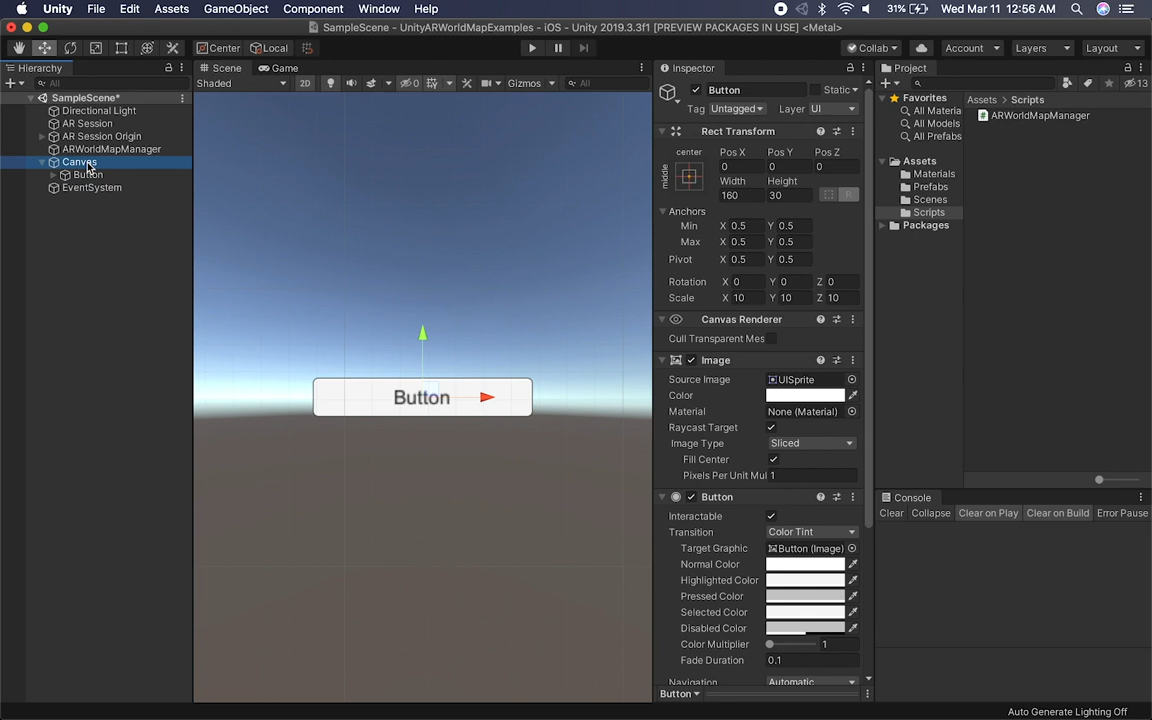 Unity File Edit Assets GameObject Component Window Help 31% Wed Mar 11 12:56 AM
SampleScene - UnityARWorldMapExamples - iOS - Unity 2019.3.3f1 [PREVIEW PACKAGES IN USE] <Metal>
Center Local Collab Account Layers Layout
Hierarchy Scene Game Inspector Project
All Shaded 2D 0 Gizmos All Button Static 13
SampleScene* Favorites Assets Scripts
Directional Light Tag Untagged Layer UI All Materia ARWorldMapManager
AR Session All Models
AR Session Origin Rect Transform All Prefabs
ARWorldMapManager center Pos X Pos Y Pos Z
Canvas middle 0 0 0 Assets
Button Width Height Materials
EventSystem 160 30 R Prefabs
Anchors Scenes
Min X 0.5 Y 0.5 Scripts
Max X 0.5 Y 0.5 Packages
Pivot X 0.5 Y 0.5
Rotation X 0 Y 0 Z 0
Scale X 10 Y 10 Z 10
Canvas Renderer
Cull Transparent Mes
Image
Source Image UISprite
Button Color
Material None (Material)
Raycast Target
Image Type Sliced
Fill Center
Pixels Per Unit Mul 1
Button Console
Interactable Clear Collapse Clear on Play Clear on Build Error Pause
Transition Color Tint
Target Graphic Button (Image)
Normal Color
Highlighted Color
Pressed Color
Selected Color
Disabled Color
Color Multiplier 1
Fade Duration 0.1
Navigation Automatic
Button
Auto Generate Lighting Off